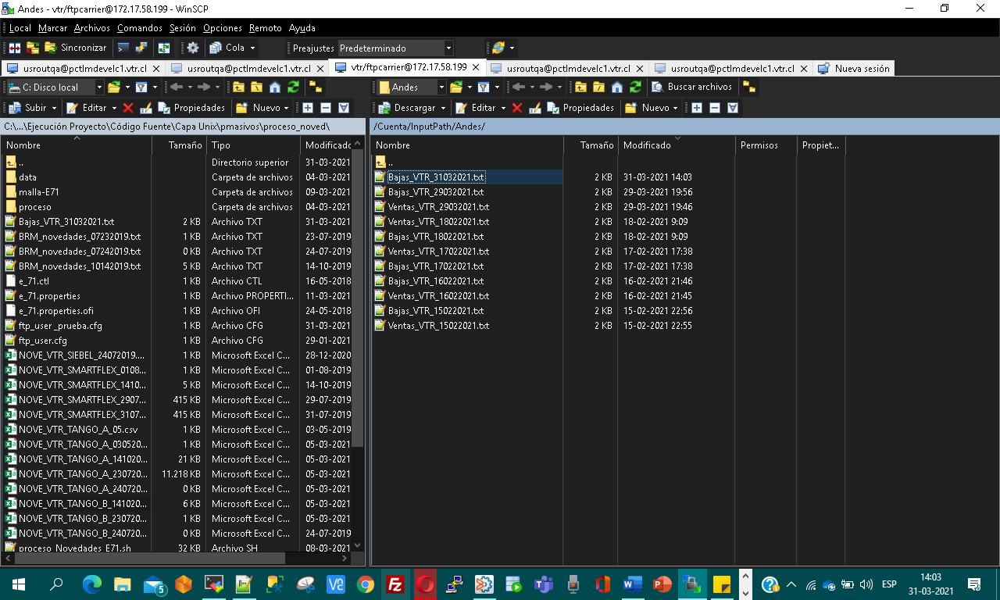 Andes - vtr/ftpcarrier@172.17.58.199 - WinSCP
Local Marcar Archivos Comandos Sesión Opciones Remoto Ayuda
Sincronizar Cola Preajustes Predeterminado
usroutqa@pctlmdevelc1.vtr.cl usroutqa@pctlmdevelc1.vtr.cl vtr/ftpcarrier@172.17.58.199 usroutqa@pctlmdevelc1.vtr.cl usroutqa@pctlmdevelc1.vtr.cl Nueva sesión
C: Disco local Andes Buscar archivos
Subir Editar Propiedades Nuevo Descargar Editar Propiedades Nuevo
C:\...\Ejecución Proyecto\Código Fuente\Capa Unix\pmasivos\proceso_noved\
Nombre Tamaño Tipo Modificado
.. Directorio superior 31-03-2021
data Carpeta de archivos 04-03-2021
malla-E71 Carpeta de archivos 09-03-2021
proceso Carpeta de archivos 04-03-2021
Bajas_VTR_31032021.txt 2 KB Archivo TXT 31-03-2021
BRM_novedades_07232019.txt 1 KB Archivo TXT 23-07-2019
BRM_novedades_07242019.txt 0 KB Archivo TXT 24-07-2019
BRM_novedades_10142019.txt 5 KB Archivo TXT 14-10-2019
e_71.ctl 1 KB Archivo CTL 16-05-2018
e_71.properties 1 KB Archivo PROPERTI... 11-03-2021
e_71.properties.ofi 1 KB Archivo OFI 24-05-2018
ftp_user _prueba.cfg 1 KB Archivo CFG 31-03-2021
ftp_user.cfg 1 KB Archivo CFG 29-01-2021
NOVE_VTR_SIEBEL_24072019.... 1 KB Microsoft Excel C... 28-12-2020
NOVE_VTR_SMARTFLEX_0108... 1 KB Microsoft Excel C... 01-08-2019
NOVE_VTR_SMARTFLEX_1410... 5 KB Microsoft Excel C... 14-10-2019
NOVE_VTR_SMARTFLEX_2907... 415 KB Microsoft Excel C... 29-07-2019
NOVE_VTR_SMARTFLEX_3107... 415 KB Microsoft Excel C... 31-07-2019
NOVE_VTR_TANGO_A_05.csv 1 KB Microsoft Excel C... 03-05-2019
NOVE_VTR_TANGO_A_030520... 1 KB Microsoft Excel C... 05-03-2021
NOVE_VTR_TANGO_A_141020... 21 KB Microsoft Excel C... 05-03-2021
NOVE_VTR_TANGO_A_230720... 11.218 KB Microsoft Excel C... 05-03-2021
NOVE_VTR_TANGO_A_240720... 0 KB Microsoft Excel C... 05-03-2021
NOVE_VTR_TANGO_B_141020... 6 KB Microsoft Excel C... 05-03-2021
NOVE_VTR_TANGO_B_230720... 1 KB Microsoft Excel C... 05-03-2021
NOVE_VTR_TANGO_B_240720... 0 KB Microsoft Excel C... 24-07-2019
proceso_Novedades_E71.sh 32 KB Archivo SH 08-03-2021
/Cuenta/InputPath/Andes/
Nombre Tamaño Modificado Permisos Propiet...
..
Bajas_VTR_31032021.txt 2 KB 31-03-2021 14:03
Bajas_VTR_29032021.txt 2 KB 29-03-2021 19:56
Ventas_VTR_29032021.txt 2 KB 29-03-2021 19:46
Ventas_VTR_18022021.txt 2 KB 18-02-2021 9:09
Bajas_VTR_18022021.txt 2 KB 18-02-2021 9:09
Ventas_VTR_17022021.txt 2 KB 17-02-2021 17:38
Bajas_VTR_17022021.txt 2 KB 17-02-2021 17:38
Bajas_VTR_16022021.txt 2 KB 16-02-2021 21:46
Ventas_VTR_16022021.txt 2 KB 16-02-2021 21:45
Bajas_VTR_15022021.txt 2 KB 15-02-2021 22:56
Ventas_VTR_15022021.txt 2 KB 15-02-2021 22:55
5
ESP
14:03
31-03-2021